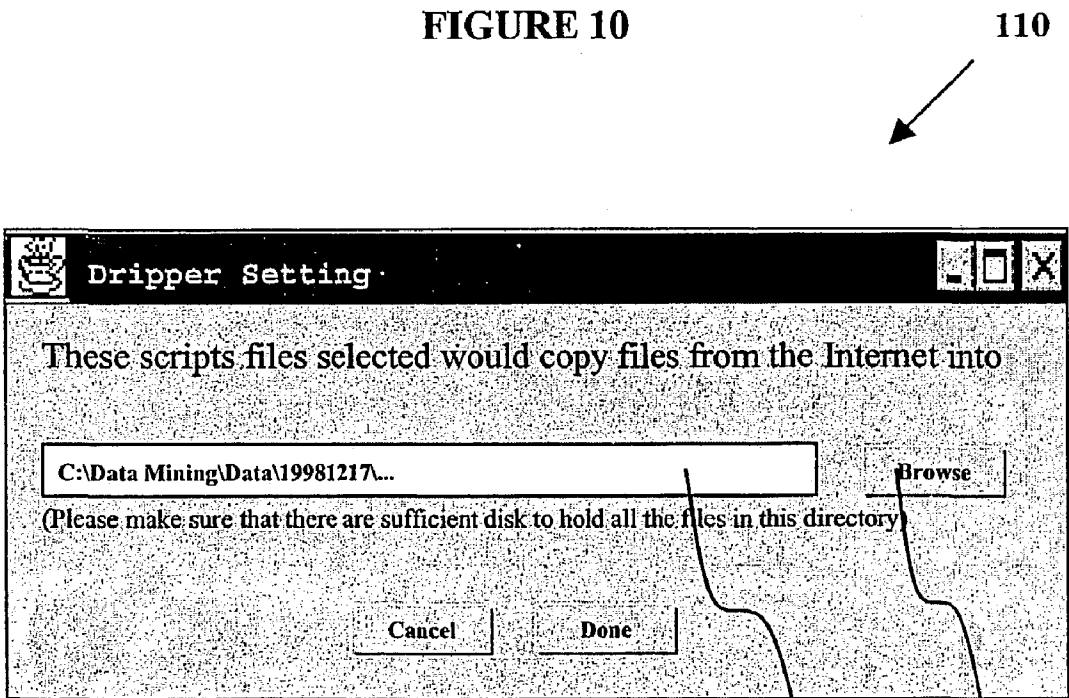 FIGURE 10
110
Dripper Setting
These scripts files selected would copy files from the Internet into
C:\Data Mining\Data\19981217\...
Browse
(Please make sure that there are sufficient disk to hold all the files in this directory)
Cancel
Done